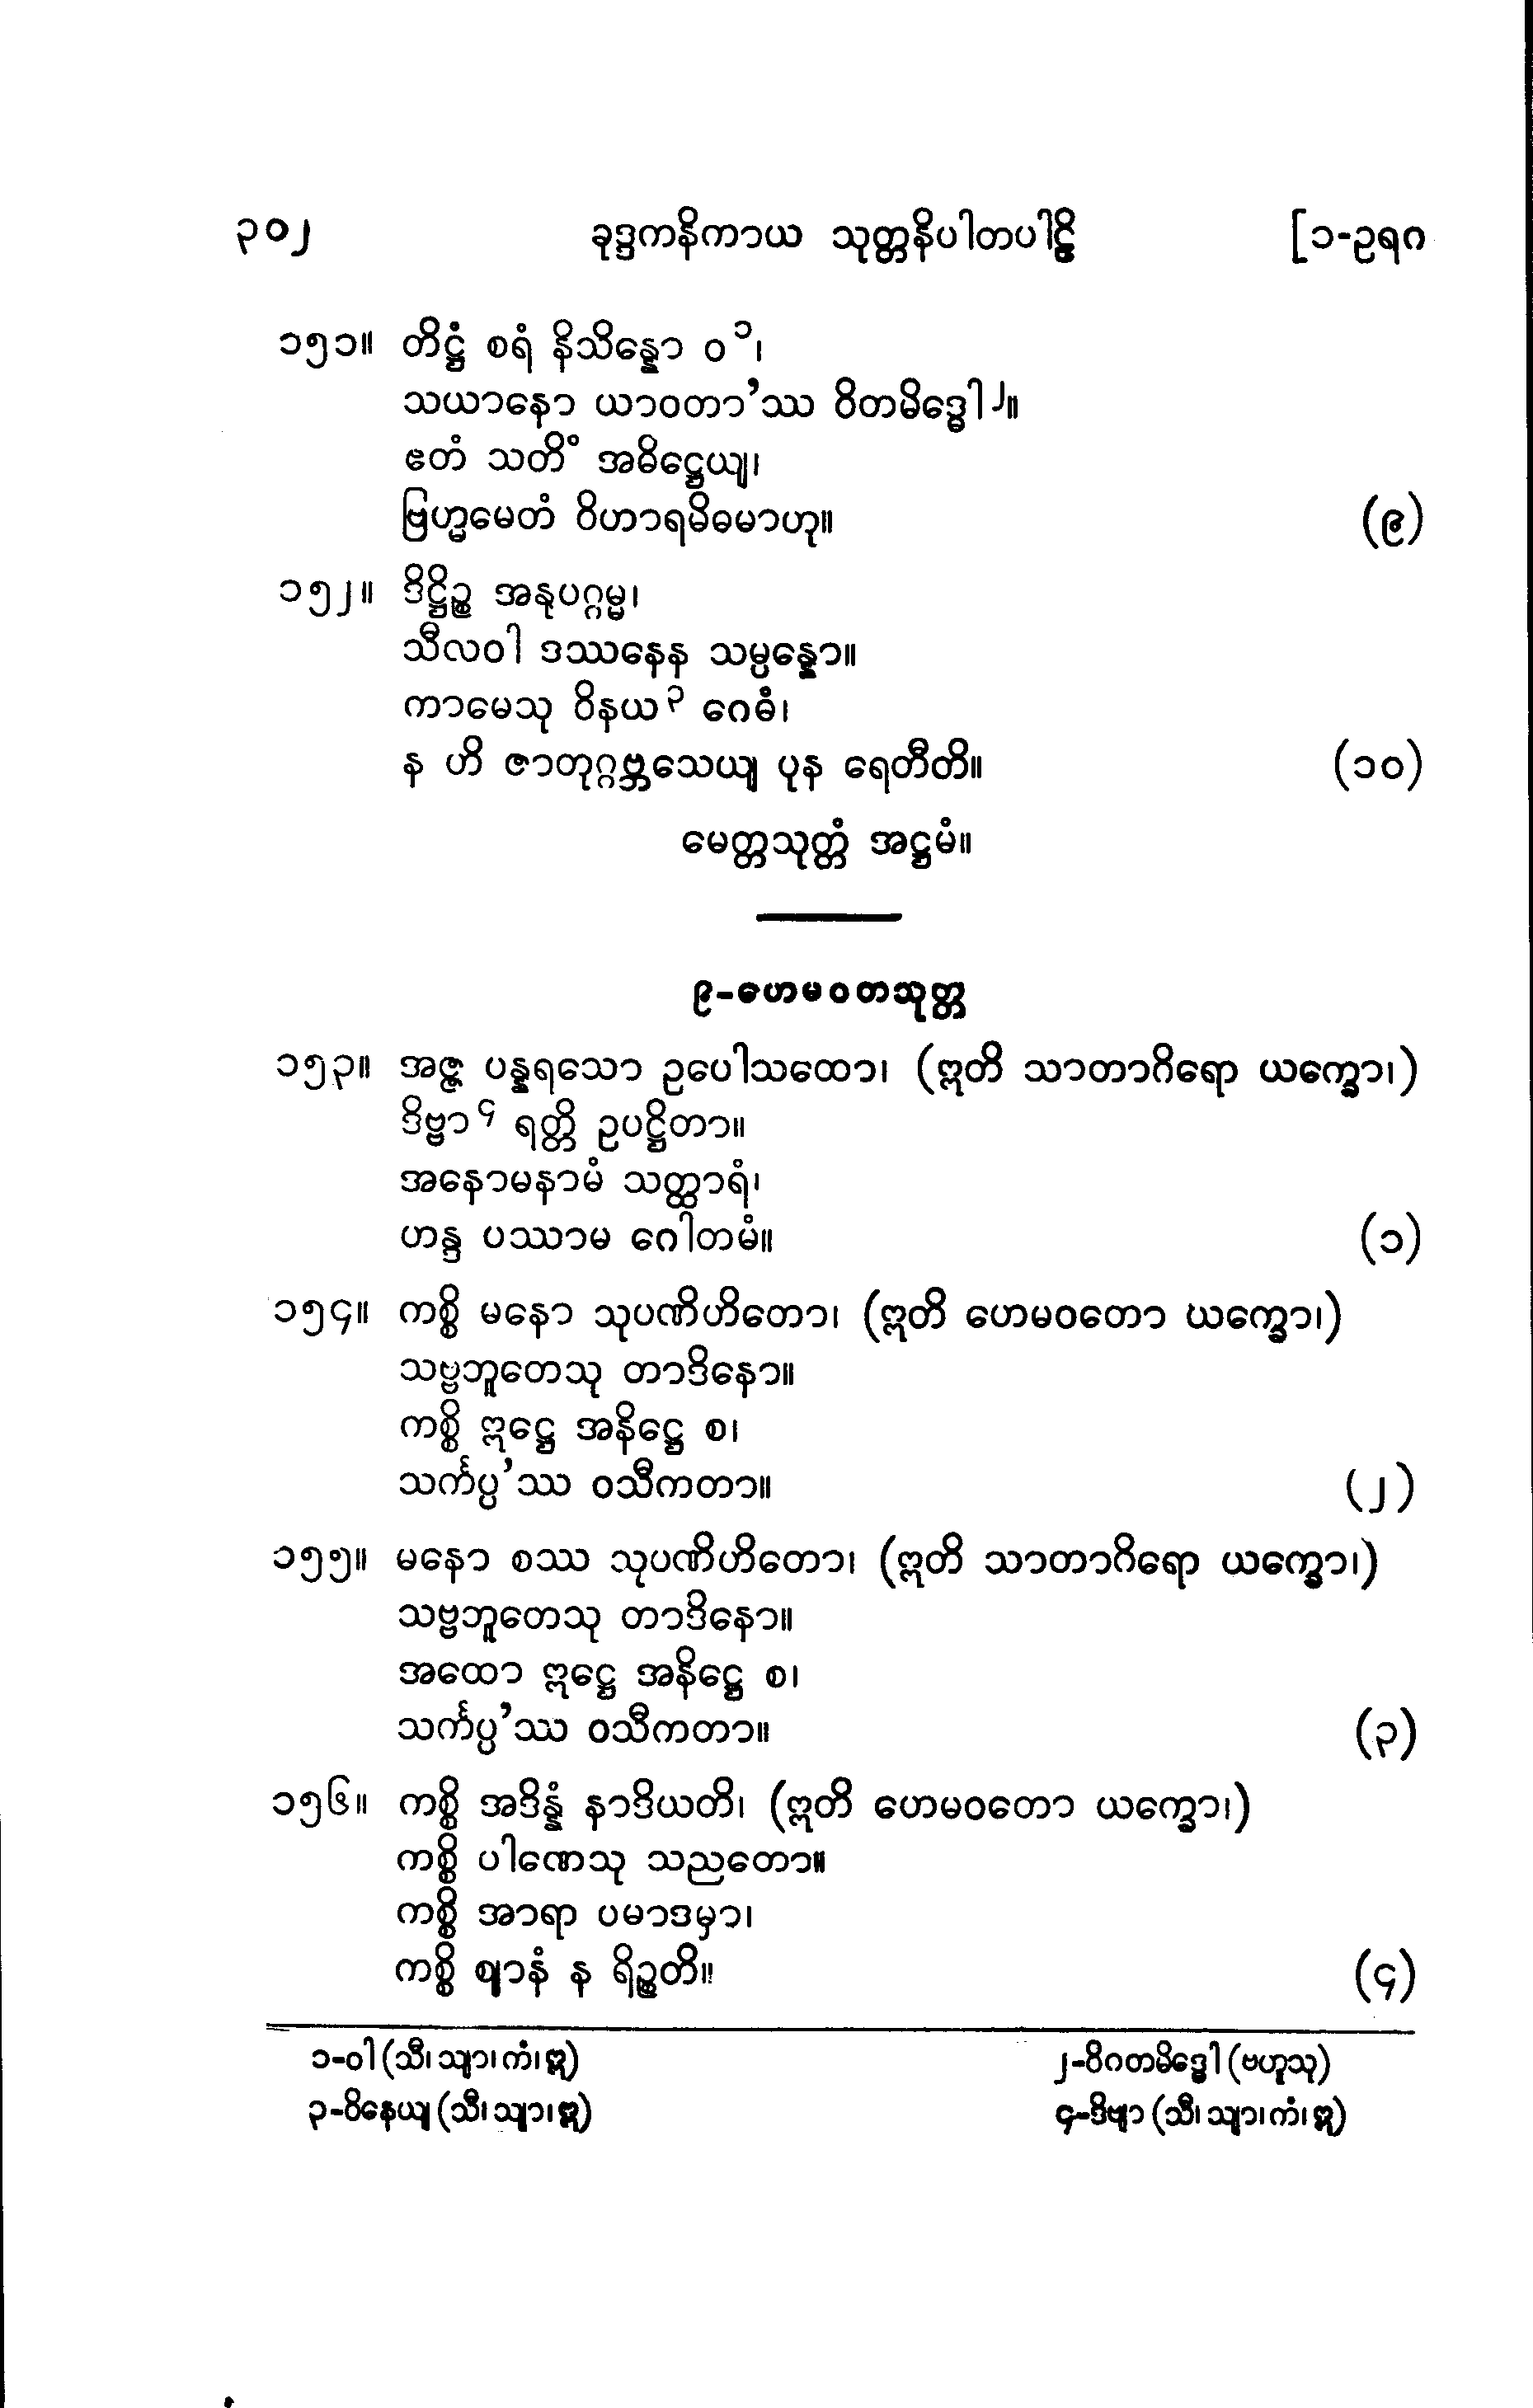 ၃၀၂ ခုဒ္ဒကနိကာယ သုတ္တနိပါတပါဠိ [၁-ဥရဂ
၁၅၁။ တိဋ္ဌံ စရံ နိသိန္နော ဝ ၁၊
သယာနော ယာဝတာ’ဿ ဝိတမိဒ္ဓေါ ၂။
ဧတံ သတိံ အဓိဋ္ဌေယျ၊
ဗြဟ္မမေတံ ဝိဟာရမိဓမာဟု။ (၉)
၁၅၂။ ဒိဋ္ဌိဉ္စ အနုပဂ္ဂမ္မ၊
သီလဝါ ဒဿနေန သမ္ပန္နော။
ကာမေသု ဝိနယ ၃ ဂေဓံ၊
န ဟိ ဇာတုဂ္ဂဗ္ဘသေယျ ပုန ရေတီတိ။ (၁၀)
မေတ္တသုတ္တံ အဋ္ဌမံ။
၉-ဟေမဝတသုတ္တ
၁၅၃။ အဇ္ဇ ပန္နရသော ဥပေါသထော၊ (ဣတိ သာတာဂိရော ယက္ခော၊)
ဒိဗ္ဗာ ၄ ရတ္တိ ဥပဋ္ဌိတာ။
အနောမနာမံ သတ္ထာရံ၊
ဟန္ဒ ပဿာမ ဂေါတမံ။ (၁)
၁၅၄။ ကစ္စိ မနော သုပဏိဟိတော၊ (ဣတိ ဟေမဝတော ယက္ခော၊)
သဗ္ဗဘူတေသု တာဒိနော။
ကစ္စိ ဣဋ္ဌေ အနိဋ္ဌေ စ၊
သင်္ကပ္ပ’ဿ ဝသီကတာ။ (၂)
၁၅၅။ မနော စဿ သုပဏိဟိတော၊ (ဣတိ သာတာဂိရော ယက္ခော၊)
သဗ္ဗဘူတေသု တာဒိနော။
အထော ဣဋ္ဌေ အနိဋ္ဌေ စ၊
သင်္ကပ္ပ’ဿ ဝသီကတာ။ (၃)
၁၅၆။ ကစ္စိ အဒိန္နံ နာဒိယတိ၊ (ဣတိ ဟေမဝတော ယက္ခော၊)
ကစ္စိ ပါဏေသု သညတော။
ကစ္စိ အာရာ ပမာဒမှာ၊
ကစ္စိ ဈာနံ န ရိဉ္စတိ။ (၄)
၁-ဝါ (သီ၊ သျာ၊ ကံ၊ ဣ) ၂-ဝိဂတမိဒ္ဓေါ (ဗဟူသု)
၃-ဝိနေယျ (သီ၊ သျာ၊ ဣ) ၄-ဒိဗျာ (သီ၊ သျာ၊ ကံ၊ ဣ)